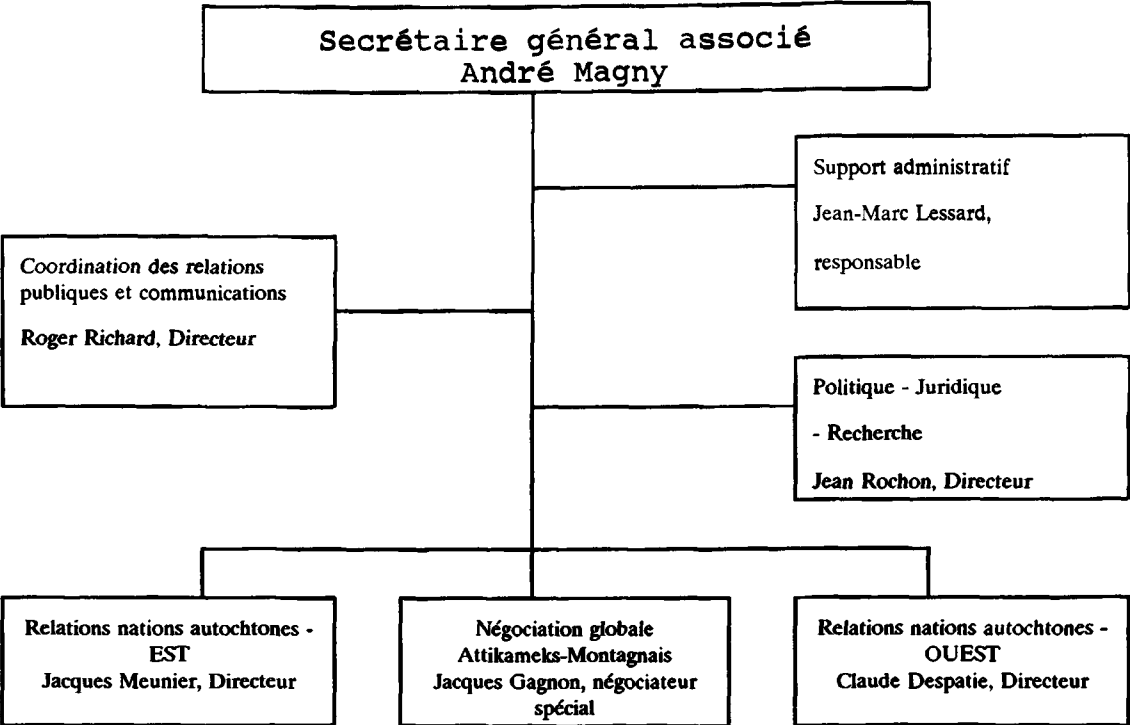 Secrétaire général associé
André Magny
Support administratif
Jean-Marc Lessard,
responsable
Coordination des relations
publiques et communications
Roger Richard, Directeur
Politique - Juridique
- Recherche
Jean Rochon, Directeur
Relations nations autochtones -
EST
Jacques Meunier, Directeur
Négociation globale
Attikameks-Montagnais
Jacques Gagnon, négociateur
spécial
Relations nations autochtones -
OUEST
Claude Despatie, Directeur